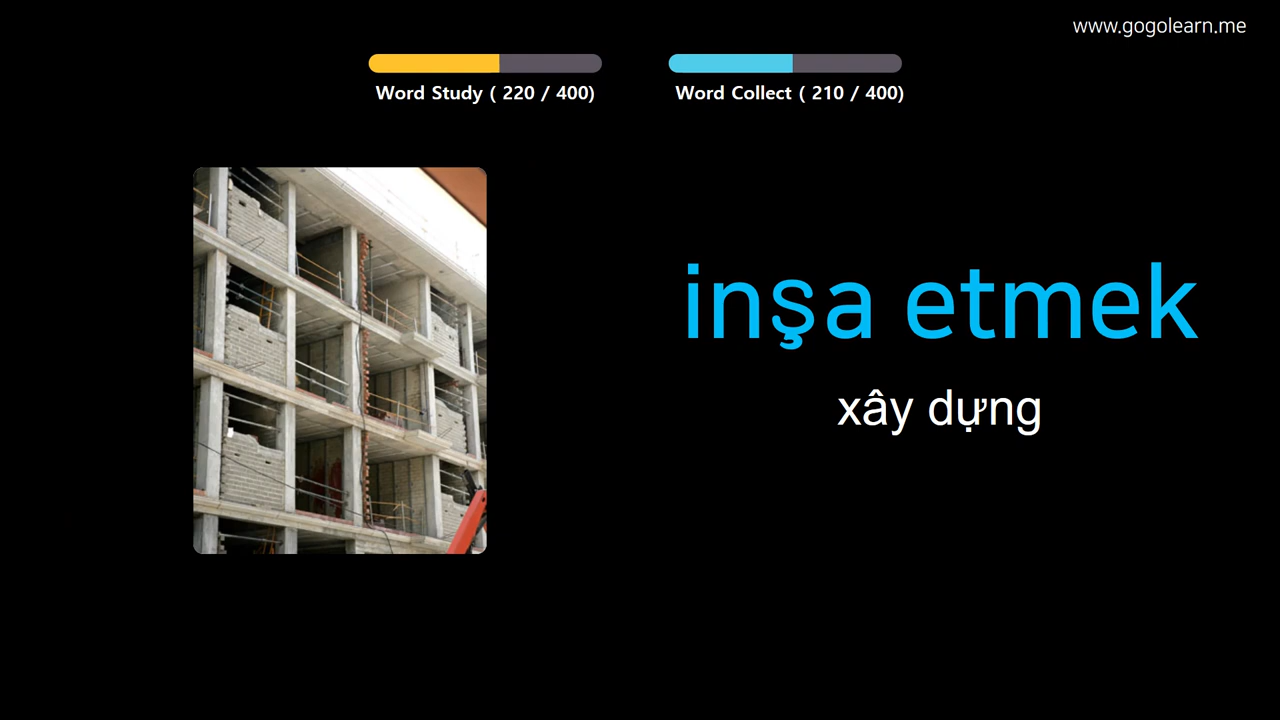 www.gogolearn.me
Word Study ( 220 / 400)
Word Collect ( 210 / 400)
inşa etmek
xây dựng